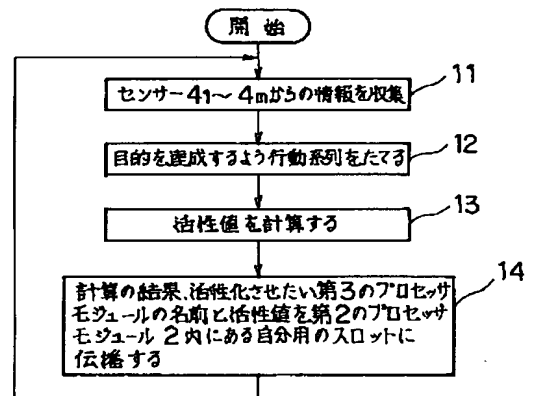 開始
センサー41〜4mからの情報を収集
11
目的を達成するよう行動系列をたてる
12
活性値を計算する
13
計算の結果、活性化させたい第3のプロセッサ
モジュールの名前と活性値を第2のプロセッサ
モジュール2内にある自分用のスロットに
伝播する
14